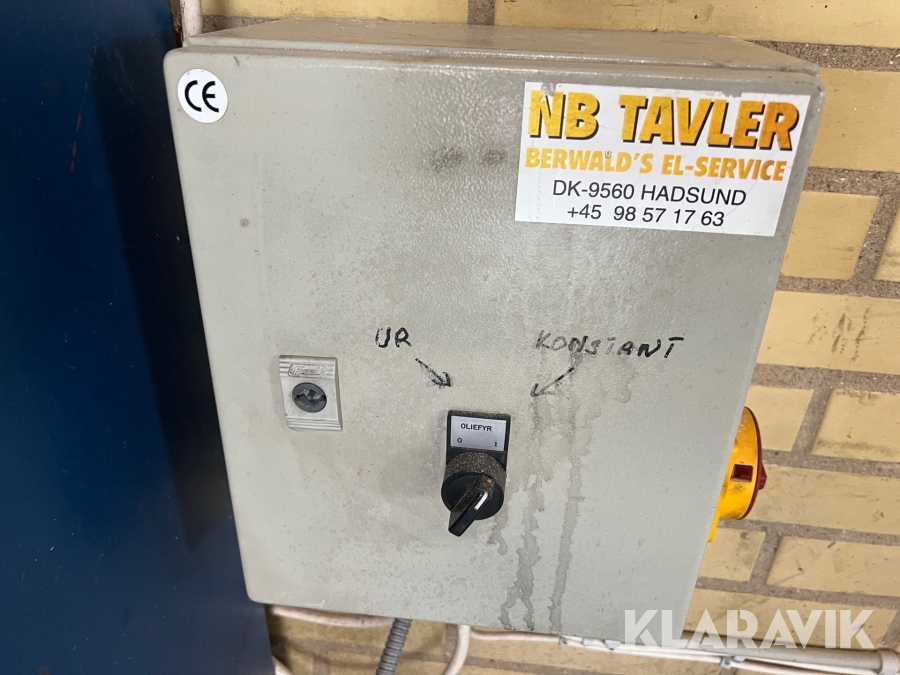 CE
NB TAVLER
BERWALD'S EL-SERVICE
DK-9560 HADSUND
+45 98 57 17 63
UR KONSTANT
OLIEFYR
0 1
KLARAVIK